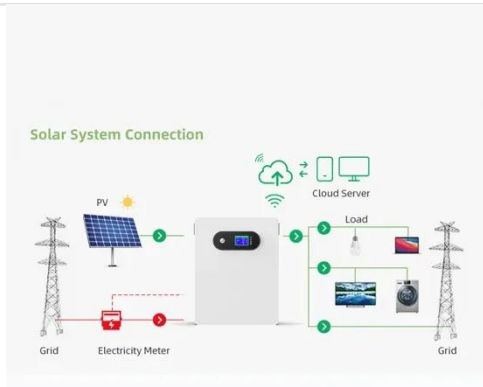 Solar System Connection
Cloud Server
PV
Load
Grid
Electricity Meter
Grid